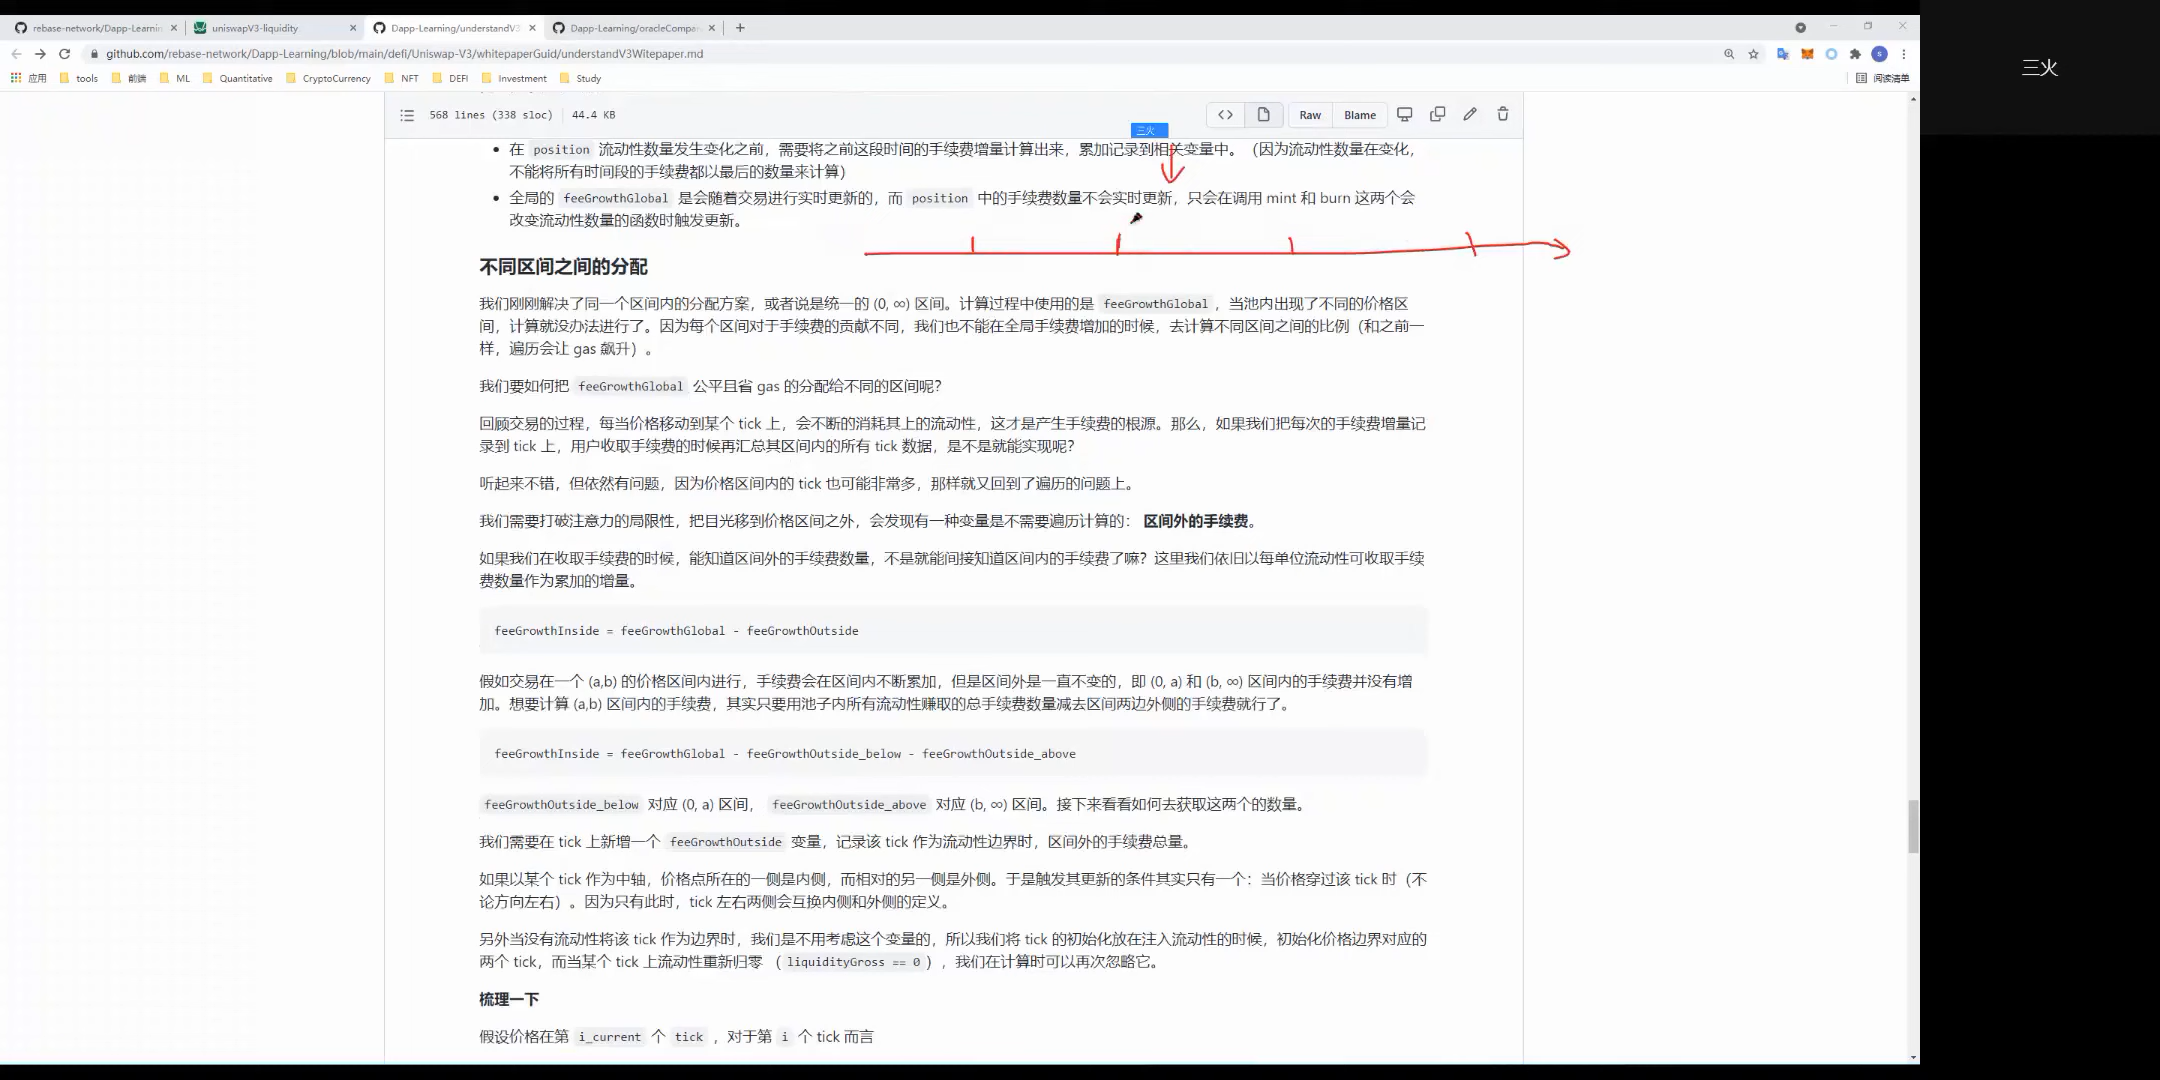 rebase-network/Dapp-Learnin
uniswapV3-liquidity
Dapp-Learning/understandV3
Dapp-Learning/oracleCompan
github.com/rebase-network/Dapp-Learning/blob/main/defi/Uniswap-V3/whitepaperGuid/understandV3Witepaper.md
应用 tools 前端 ML Quantitative CryptoCurrency NFT DEFI Investment Study 阅读清单
三火
568 lines (338 sloc) 44.4 KB
Raw Blame
三火
在 position 流动性数量发生变化之前，需要将之前这段时间的手续费增量计算出来，累加记录到相关变量中。（因为流动性数量在变化，
不能将所有时间段的手续费都以最后的数量来计算）
全局的 feeGrowthGlobal 是会随着交易进行实时更新的，而 position 中的手续费数量不会实时更新，只会在调用 mint 和 burn 这两个会
改变流动性数量的函数时触发更新。
不同区间之间的分配
我们刚刚解决了同一个区间内的分配方案，或者说是统一的 (0, ∞) 区间。计算过程中使用的是 feeGrowthGlobal ，当池内出现了不同的价格区
间，计算就没办法进行了。因为每个区间对于手续费的贡献不同，我们也不能在全局手续费增加的时候，去计算不同区间之间的比例（和之前一
样，遍历会让 gas 飙升）。
我们要如何把 feeGrowthGlobal 公平且省 gas 的分配给不同的区间呢？
回顾交易的过程，每当价格移动到某个 tick 上，会不断的消耗其上的流动性，这才是产生手续费的根源。那么，如果我们把每次的手续费增量记
录到 tick 上，用户收取手续费的时候再汇总其区间内的所有 tick 数据，是不是就能实现呢？
听起来不错，但依然有问题，因为价格区间内的 tick 也可能非常多，那样就又回到了遍历的问题上。
我们需要打破注意力的局限性，把目光移到价格区间之外，会发现有一种变量是不需要遍历计算的： 区间外的手续费。
如果我们在收取手续费的时候，能知道区间外的手续费数量，不是就能间接知道区间内的手续费了嘛？这里我们依旧以每单位流动性可收取手续
费数量作为累加的增量。
feeGrowthInside = feeGrowthGlobal - feeGrowthOutside
假如交易在一个 (a,b) 的价格区间内进行，手续费会在区间内不断累加，但是区间外是一直不变的，即 (0, a) 和 (b, ∞) 区间内的手续费并没有增
加。想要计算 (a,b) 区间内的手续费，其实只要用池子内所有流动性赚取的总手续费数量减去区间两边外侧的手续费就行了。
feeGrowthInside = feeGrowthGlobal - feeGrowthOutside_below - feeGrowthOutside_above
feeGrowthOutside_below 对应 (0, a) 区间， feeGrowthOutside_above 对应 (b, ∞) 区间。接下来看看如何去获取这两个的数量。
我们需要在 tick 上新增一个 feeGrowthOutside 变量，记录该 tick 作为流动性边界时，区间外的手续费总量。
如果以某个 tick 作为中轴，价格点所在的一侧是内侧，而相对的另一侧是外侧。于是触发其更新的条件其实只有一个：当价格穿过该 tick 时（不
论方向左右）。因为只有此时，tick 左右两侧会互换内侧和外侧的定义。
另外当没有流动性将该 tick 作为边界时，我们是不用考虑这个变量的，所以我们将 tick 的初始化放在注入流动性的时候，初始化价格边界对应的
两个 tick，而当某个 tick 上流动性重新归零 （ liquidityGross == 0 ），我们在计算时可以再次忽略它。
梳理一下
假设价格在第 i_current 个 tick ，对于第 i 个 tick 而言